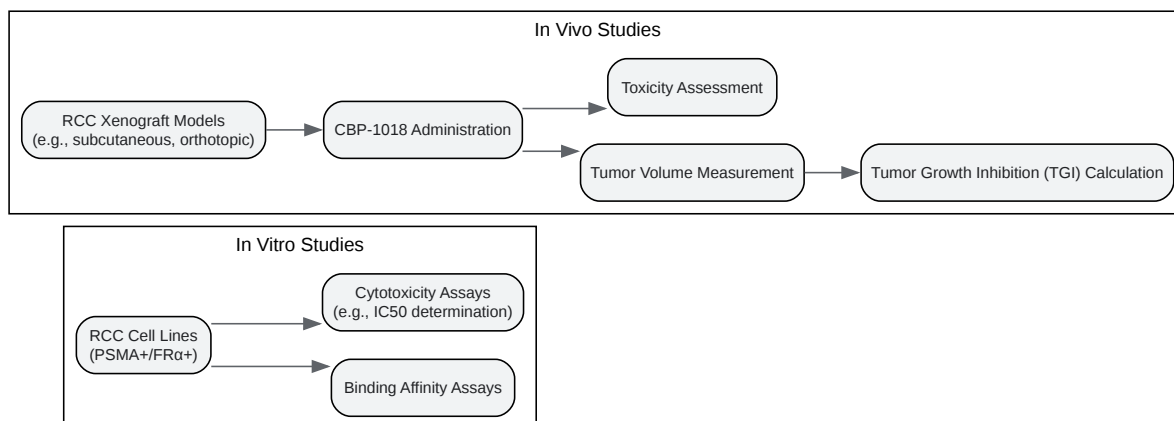 In Vivo Studies
Toxicity Assessment
RCC Xenograft Models
(e.g., subcutaneous, orthotopic)
CBP-1018 Administration
Tumor Volume Measurement
Tumor Growth Inhibition (TGI) Calculation
In Vitro Studies
Cytotoxicity Assays
(e.g., IC50 determination)
RCC Cell Lines
(PSMA+/FRα+)
Binding Affinity Assays